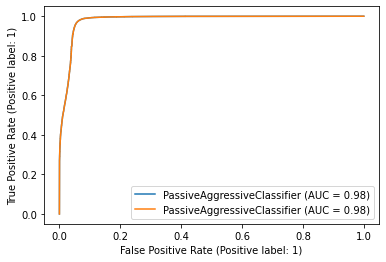 1.0
0.8
0.6
0.4
0.2
0.0
True Positive Rate (Positive label: 1)
PassiveAggressiveClassifier (AUC = 0.98)
PassiveAggressiveClassifier (AUC = 0.98)
0.0 0.2 0.4 0.6 0.8 1.0
False Positive Rate (Positive label: 1)